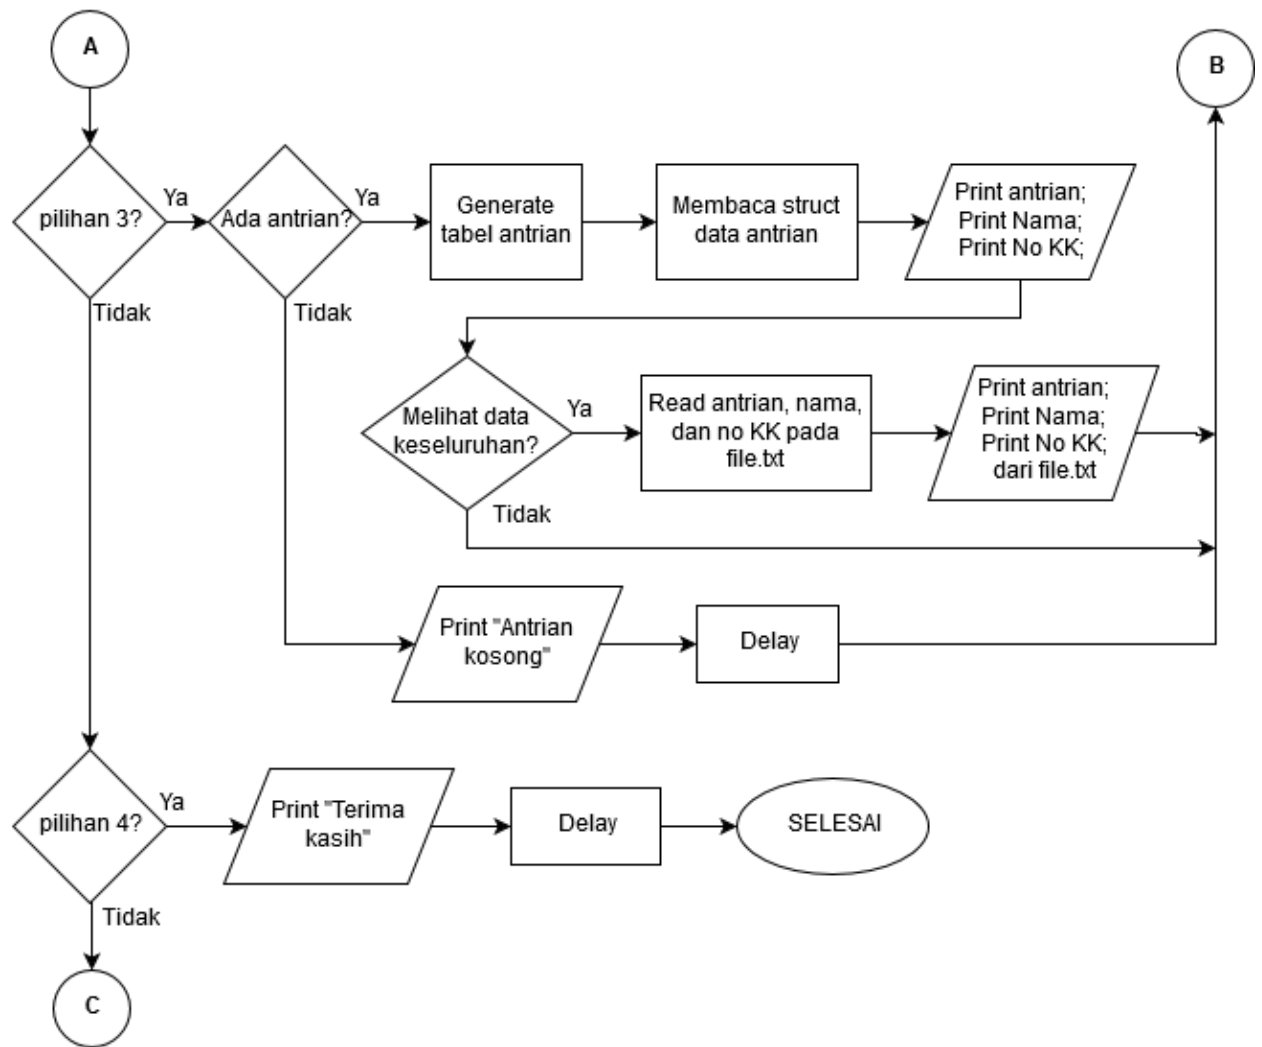 A
B
pilihan 3?
Ya
Ada antrian?
Ya
Generate
tabel antrian
Membaca struct
data antrian
Print antrian;
Print Nama;
Print No KK;
Tidak
Tidak
Melihat data
keseluruhan?
Ya
Read antrian, nama,
dan no KK pada
file.txt
Print antrian;
Print Nama;
Print No KK;
dari file.txt
Tidak
Print "Antrian
kosong"
Delay
pilihan 4?
Ya
Print "Terima
kasih"
Delay
SELESAI
Tidak
C